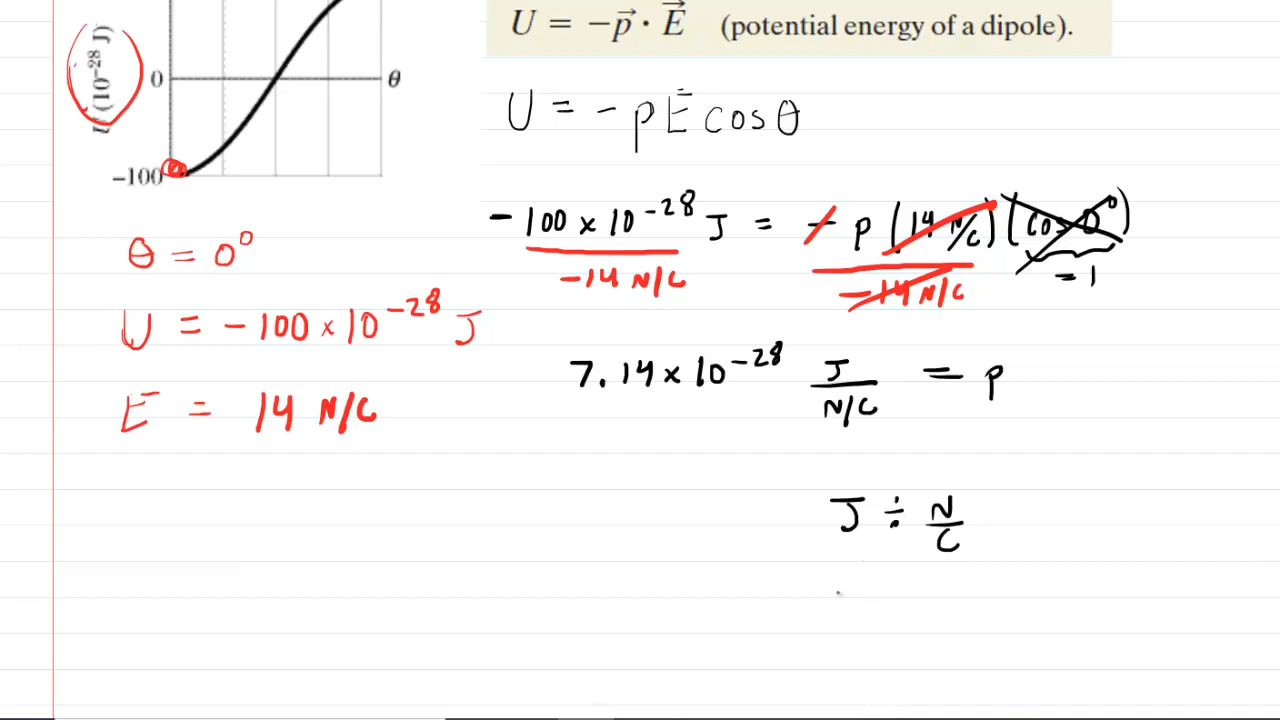 U = −p⃗ · E⃗ (potential energy of a dipole).
U (10⁻²⁸ J)
0
θ
−100
U = − p E cos θ
− 100 × 10⁻²⁸ J = − p (14 N/C) (cos 0°)
−14 N/C
−14 N/C
= 1
θ = 0°
U = − 100 × 10⁻²⁸ J
E = 14 N/C
7.14 × 10⁻²⁸ J/N/C = p
J ÷ N/C